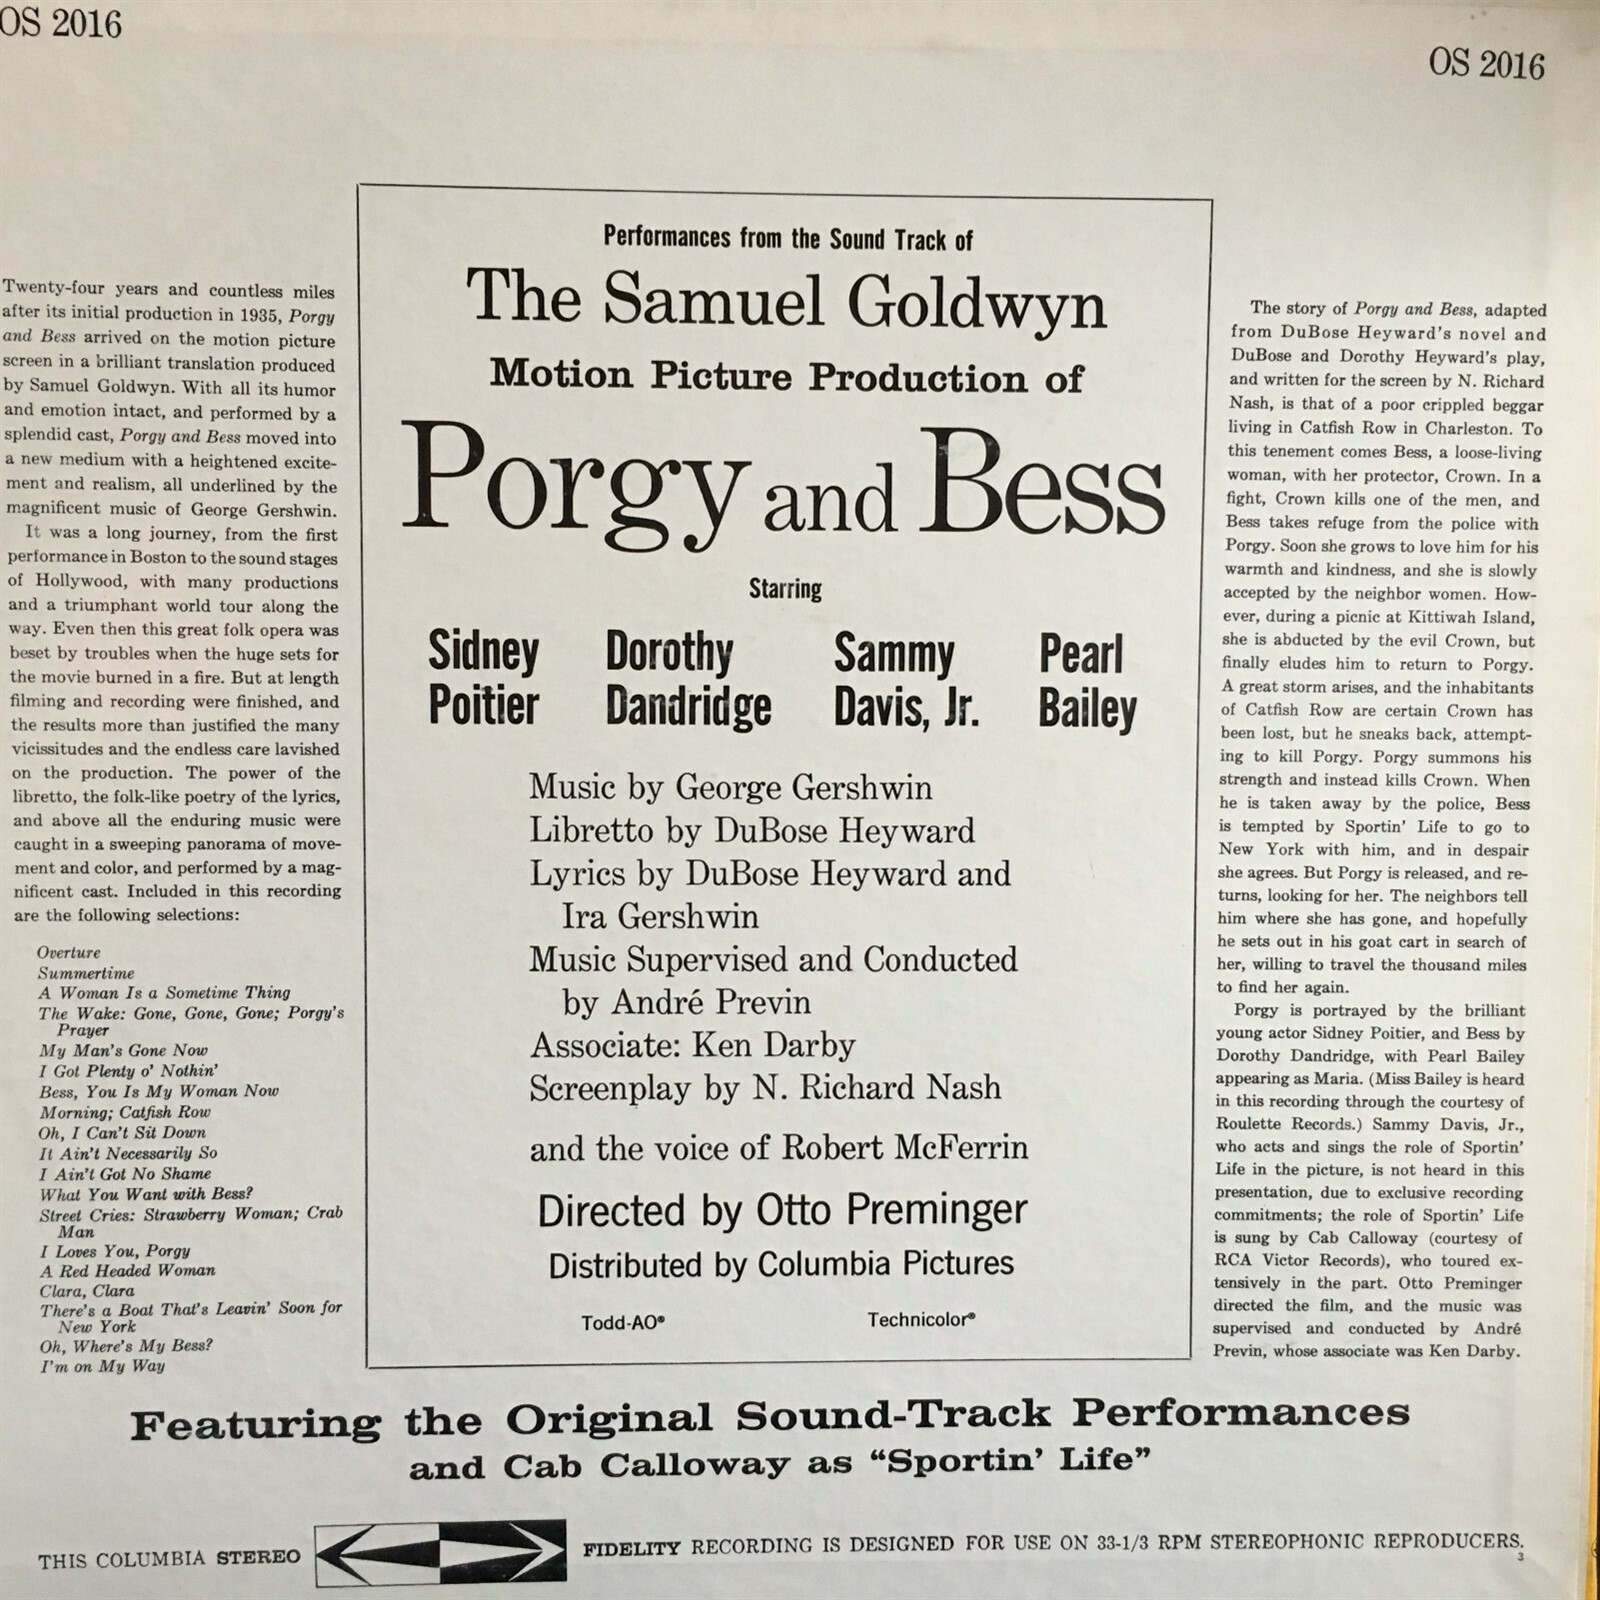 OS 2016
OS 2016
Twenty-four years and countless miles
after its initial production in 1935, Porgy
and Bess arrived on the motion picture
screen in a brilliant translation produced
by Samuel Goldwyn. With all its humor
and emotion intact, and performed by a
splendid cast, Porgy and Bess moved into
a new medium with a heightened excite-
ment and realism, all underlined by the
magnificent music of George Gershwin.
It was a long journey, from the first
performance in Boston to the sound stages
of Hollywood, with many productions
and a triumphant world tour along the
way. Even then this great folk opera was
beset by troubles when the huge sets for
the movie burned in a fire. But at length
filming and recording were finished, and
the results more than justified the many
vicissitudes and the endless care lavished
on the production. The power of the
libretto, the folk-like poetry of the lyrics,
and above all the enduring music were
caught in a sweeping panorama of move-
ment and color, and performed by a mag-
nificent cast. Included in this recording
are the following selections:
Overture
Summertime
A Woman Is a Sometime Thing
The Wake: Gone, Gone, Gone; Porgy's
Prayer
My Man's Gone Now
I Got Plenty o' Nothin'
Bess, You Is My Woman Now
Morning; Catfish Row
Oh, I Can't Sit Down
It Ain't Necessarily So
I Ain't Got No Shame
What You Want with Bess?
Street Cries: Strawberry Woman; Crab
Man
I Loves You, Porgy
A Red Headed Woman
Clara, Clara
There's a Boat That's Leavin' Soon for
New York
Oh, Where's My Bess?
I'm on My Way
Performances from the Sound Track of
The Samuel Goldwyn
Motion Picture Production of
Porgy and Bess
Starring
Sidney Dorothy Sammy Pearl
Poitier Dandridge Davis, Jr. Bailey
Music by George Gershwin
Libretto by DuBose Heyward
Lyrics by DuBose Heyward and
Ira Gershwin
Music Supervised and Conducted
by André Previn
Associate: Ken Darby
Screenplay by N. Richard Nash
and the voice of Robert McFerrin
Directed by Otto Preminger
Distributed by Columbia Pictures
Todd-AO® Technicolor®
The story of Porgy and Bess, adapted
from DuBose Heyward's novel and
DuBose and Dorothy Heyward's play,
and written for the screen by N. Richard
Nash, is that of a poor crippled beggar
living in Catfish Row in Charleston. To
this tenement comes Bess, a loose-living
woman, with her protector, Crown. In a
fight, Crown kills one of the men, and
Bess takes refuge from the police with
Porgy. Soon she grows to love him for his
warmth and kindness, and she is slowly
accepted by the neighbor women. How-
ever, during a picnic at Kittiwah Island,
she is abducted by the evil Crown, but
finally eludes him to return to Porgy.
A great storm arises, and the inhabitants
of Catfish Row are certain Crown has
been lost, but he sneaks back, attempt-
ing to kill Porgy. Porgy summons his
strength and instead kills Crown. When
he is taken away by the police, Bess
is tempted by Sportin' Life to go to
New York with him, and in despair
she agrees. But Porgy is released, and re-
turns, looking for her. The neighbors tell
him where she has gone, and hopefully
he sets out in his goat cart in search of
her, willing to travel the thousand miles
to find her again.
Porgy is portrayed by the brilliant
young actor Sidney Poitier, and Bess by
Dorothy Dandridge, with Pearl Bailey
appearing as Maria. (Miss Bailey is heard
in this recording through the courtesy of
Roulette Records.) Sammy Davis, Jr.,
who acts and sings the role of Sportin'
Life in the picture, is not heard in this
presentation, due to exclusive recording
commitments; the role of Sportin' Life
is sung by Cab Calloway (courtesy of
RCA Victor Records), who toured ex-
tensively in the part. Otto Preminger
directed the film, and the music was
supervised and conducted by André
Previn, whose associate was Ken Darby.
Featuring the Original Sound-Track Performances
and Cab Calloway as “Sportin' Life”
THIS COLUMBIA STEREO FIDELITY RECORDING IS DESIGNED FOR USE ON 33-1/3 RPM STEREOPHONIC REPRODUCERS.
3